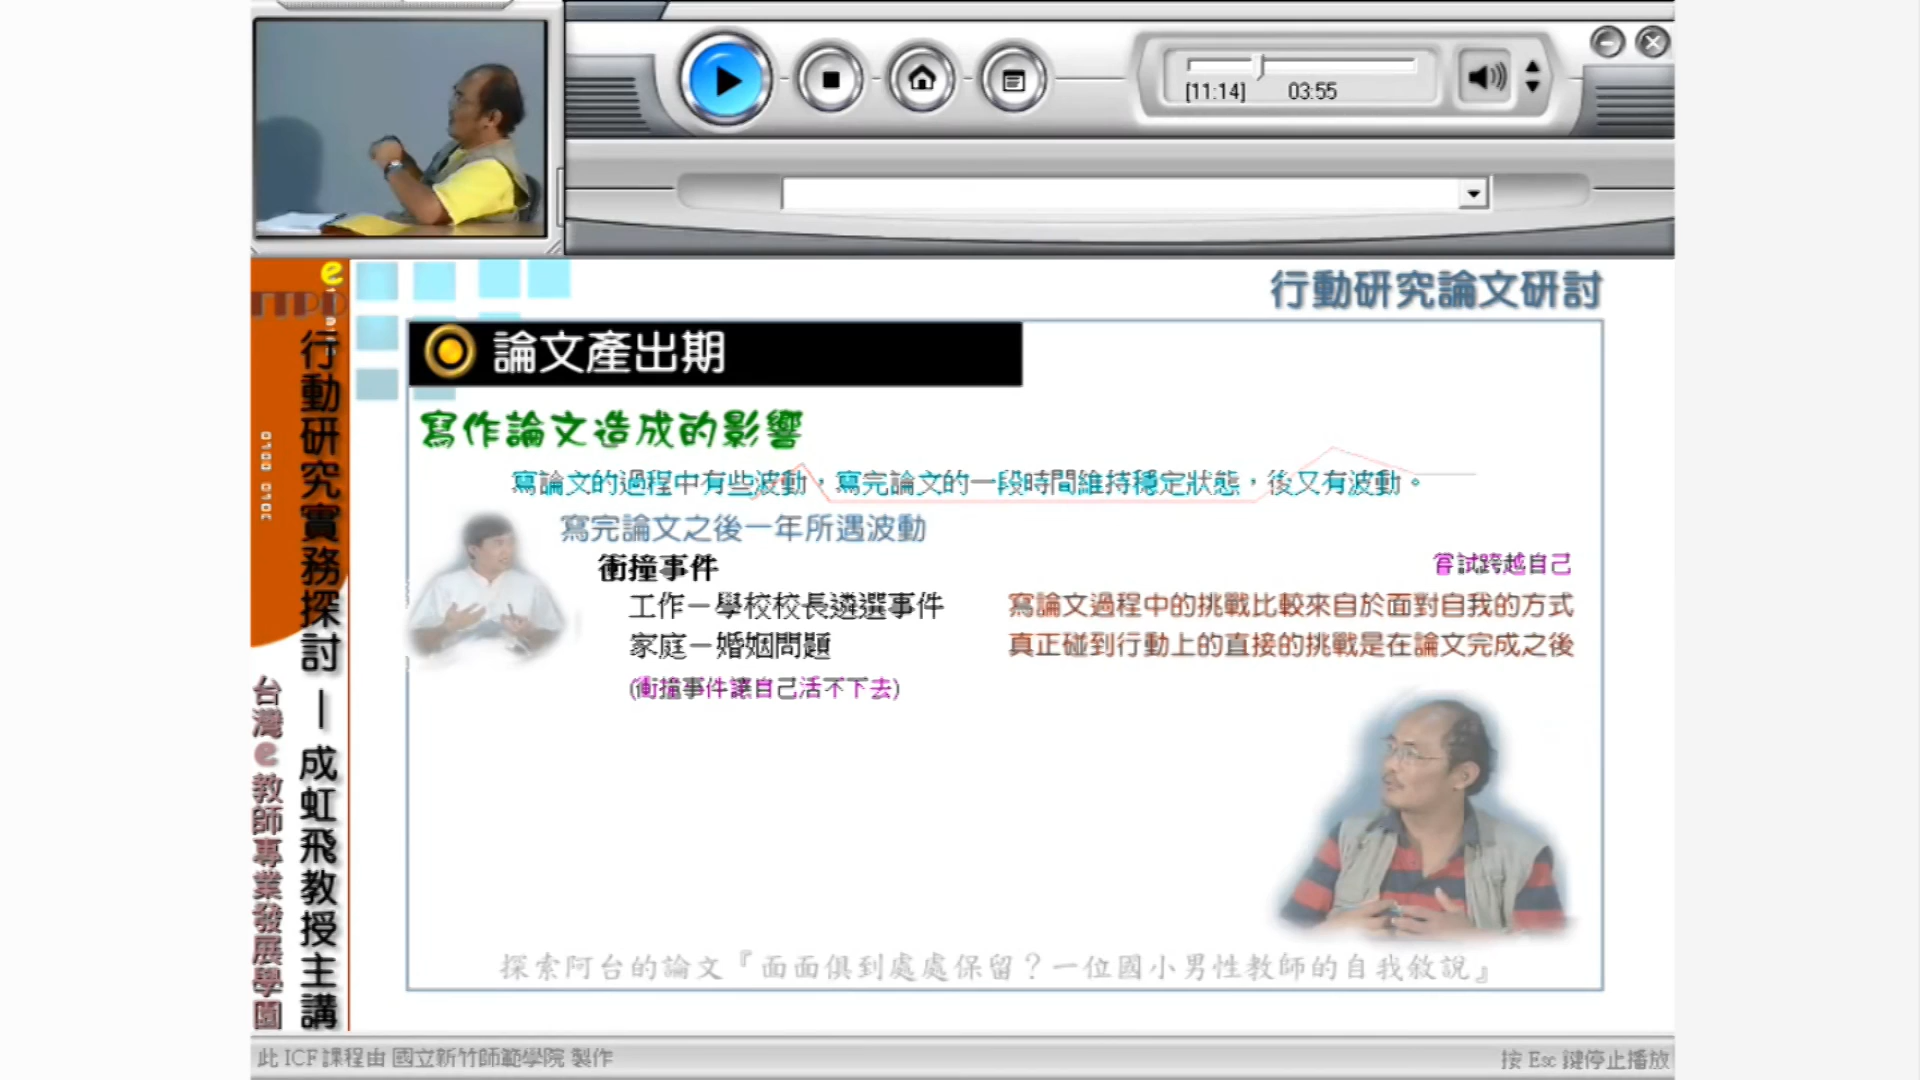 [11:14] 03:55
行動研究論文研討
論文產出期
寫作論文造成的影響
寫論文的過程中有些波動，寫完論文的一段時間維持穩定狀態，後又有波動。
寫完論文之後一年所遇波動
衝撞事件
嘗試跨越自己
工作－學校校長遴選事件
寫論文過程中的挑戰比較來自於面對自我的方式
家庭－婚姻問題
真正碰到行動上的直接的挑戰是在論文完成之後
(衝撞事件讓自己活不下去)
探索阿台的論文『面面俱到處處保留？一位國小男性教師的自我敘說』
行動研究實務探討－成虹飛教授主講
台灣e教師專業發展學園
此 ICF 課程由 國立新竹師範學院 製作
按 Esc 鍵停止播放